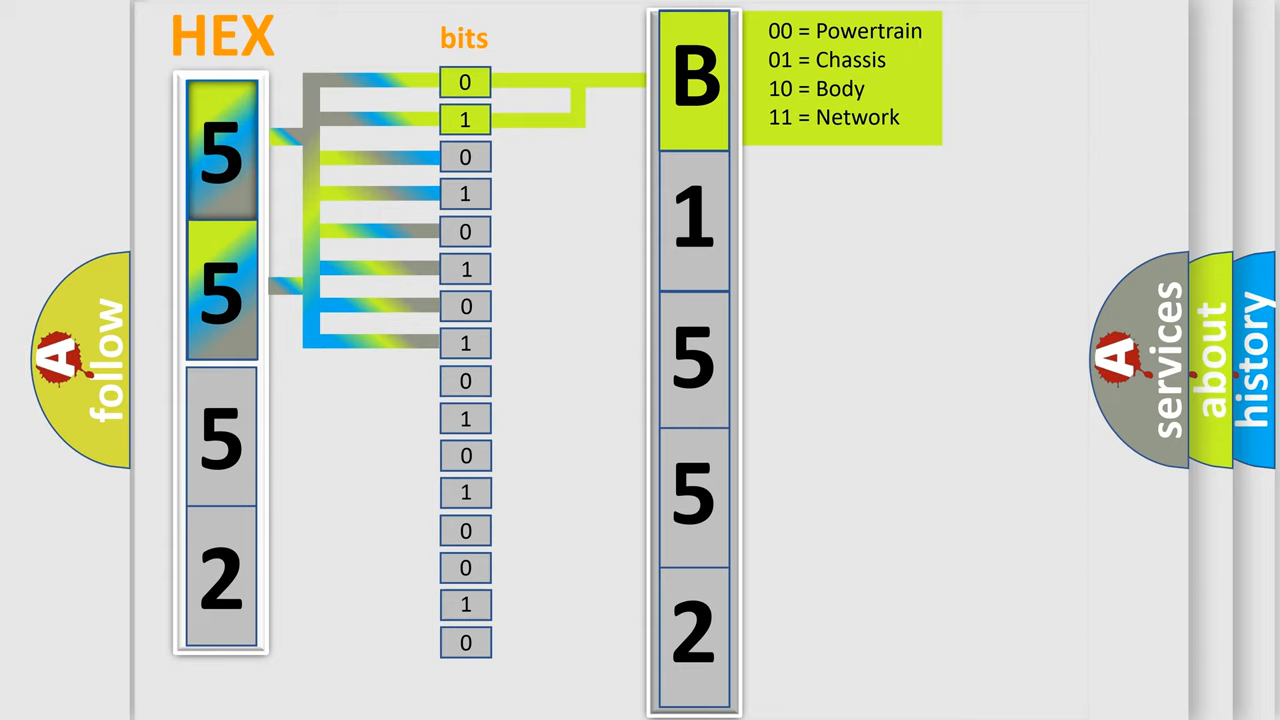 HEX
bits
5
5
5
2
0
1
0
1
0
1
0
1
0
1
0
1
0
0
1
0
B
1
5
5
2
00 = Powertrain
01 = Chassis
10 = Body
11 = Network
A
follow
A
services
about
history